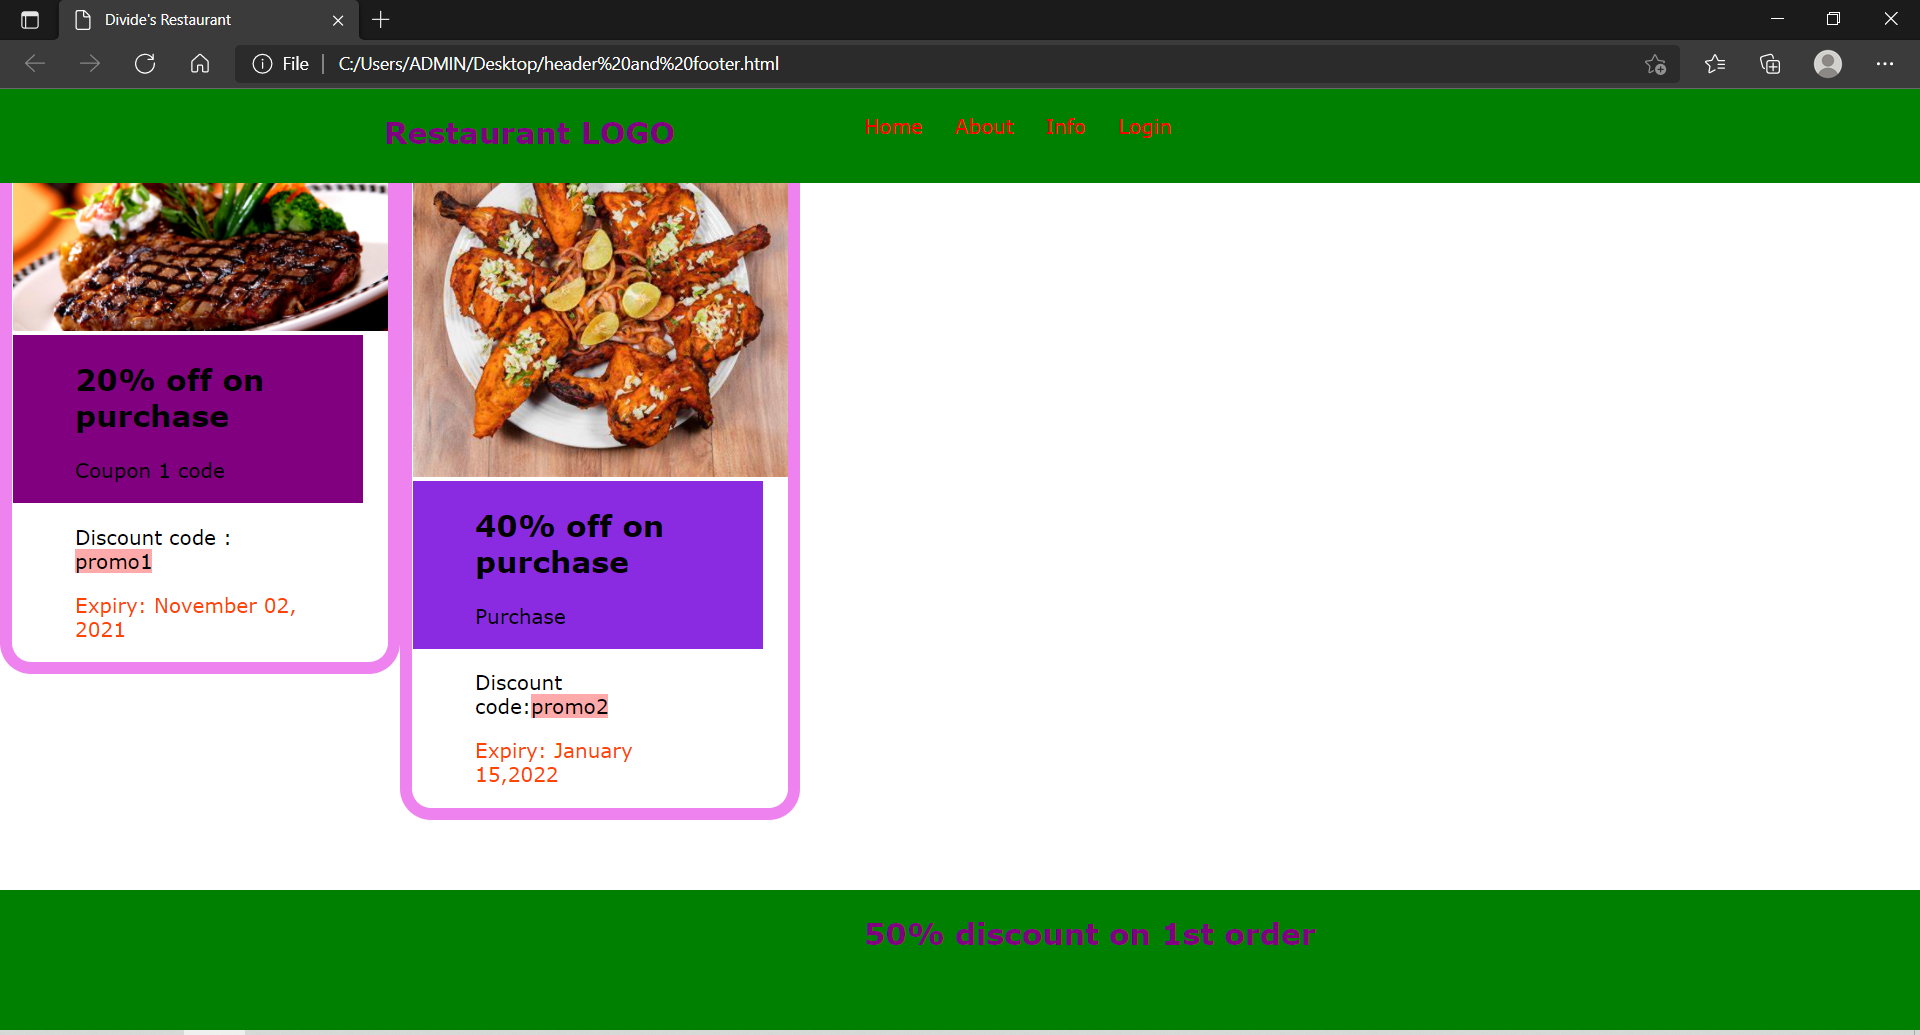 Divide's Restaurant
File
C:/Users/ADMIN/Desktop/header%20and%20footer.html
Restaurant LOGO
Home About Info Login
20% off on
purchase
Coupon 1 code
Discount code :
promo1
Expiry: November 02,
2021
40% off on
purchase
Purchase
Discount
code:promo2
Expiry: January
15,2022
50% discount on 1st order